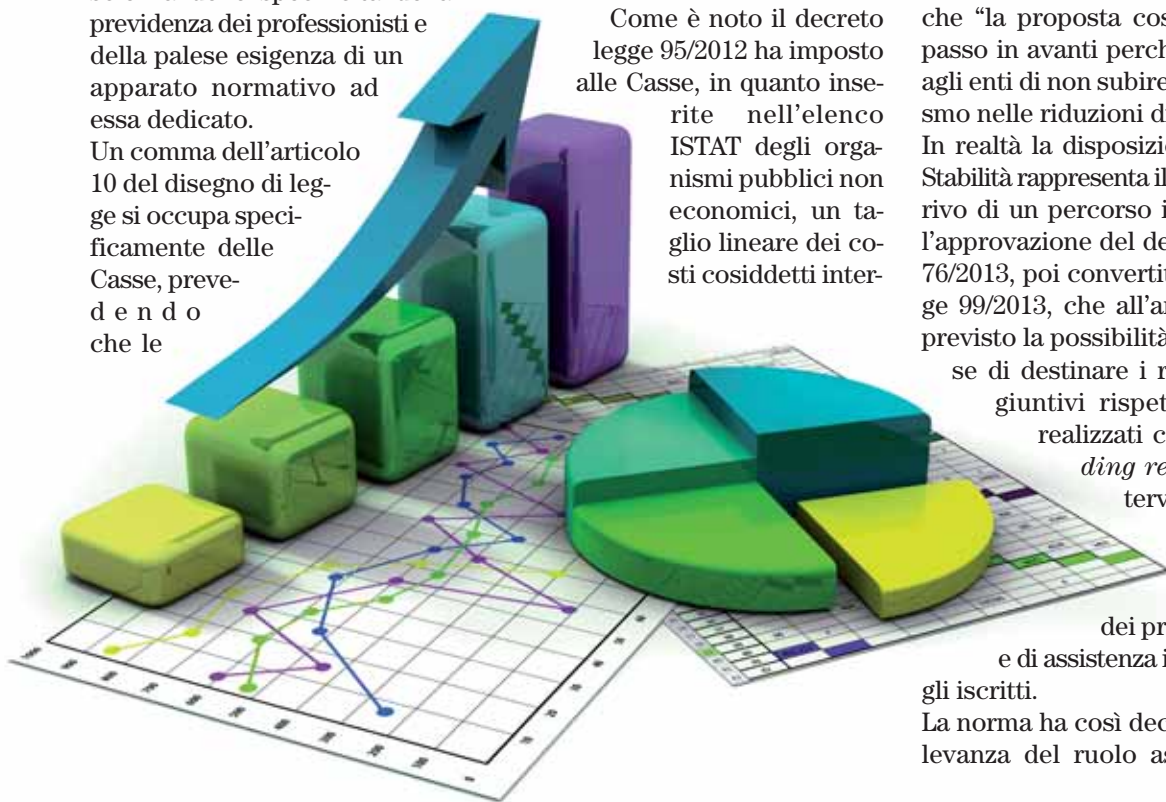 previdenza dei professionisti e
della palese esigenza di un
apparato normativo ad
essa dedicato.
Un comma dell'articolo
10 del disegno di leg-
ge si occupa speci-
ficamente delle
Casse, preve-
dendo
che le
Come è noto il decreto
legge 95/2012 ha imposto
alle Casse, in quanto inse-
rite nell'elenco
ISTAT degli orga-
nismi pubblici non
economici, un ta-
glio lineare dei co-
sti cosiddetti inter-
che “la proposta cos
passo in avanti perch
agli enti di non subire
smo nelle riduzioni d
In realtà la disposizio
Stabilità rappresenta il
rivo di un percorso i
l'approvazione del de
76/2013, poi convertit
ge 99/2013, che all'ar
previsto la possibilità
se di destinare i r
giuntivi rispet
realizzati c
ding re
terv
dei pr
e di assistenza i
gli iscritti.
La norma ha così dec
levanza del ruolo as